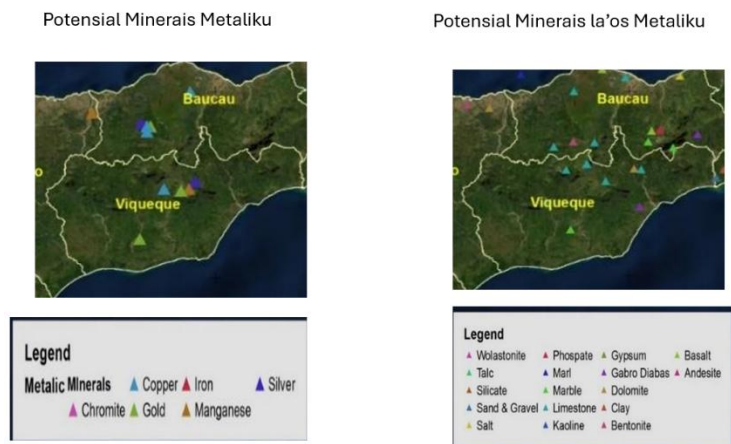 Potensial Minerais Metaliku
Baucau
Viqueque
o
Legend
Metalic Minerals Copper Iron Silver
Chromite Gold Manganese
Potensial Minerais la'os Metaliku
Baucau
Viqueque
o
Legend
Wolastonite Phospate Gypsum Basalt
Talc Marl Gabro Diabas Andesite
Silicate Marble Dolomite
Sand & Gravel Limestone Clay
Salt Kaoline Bentonite